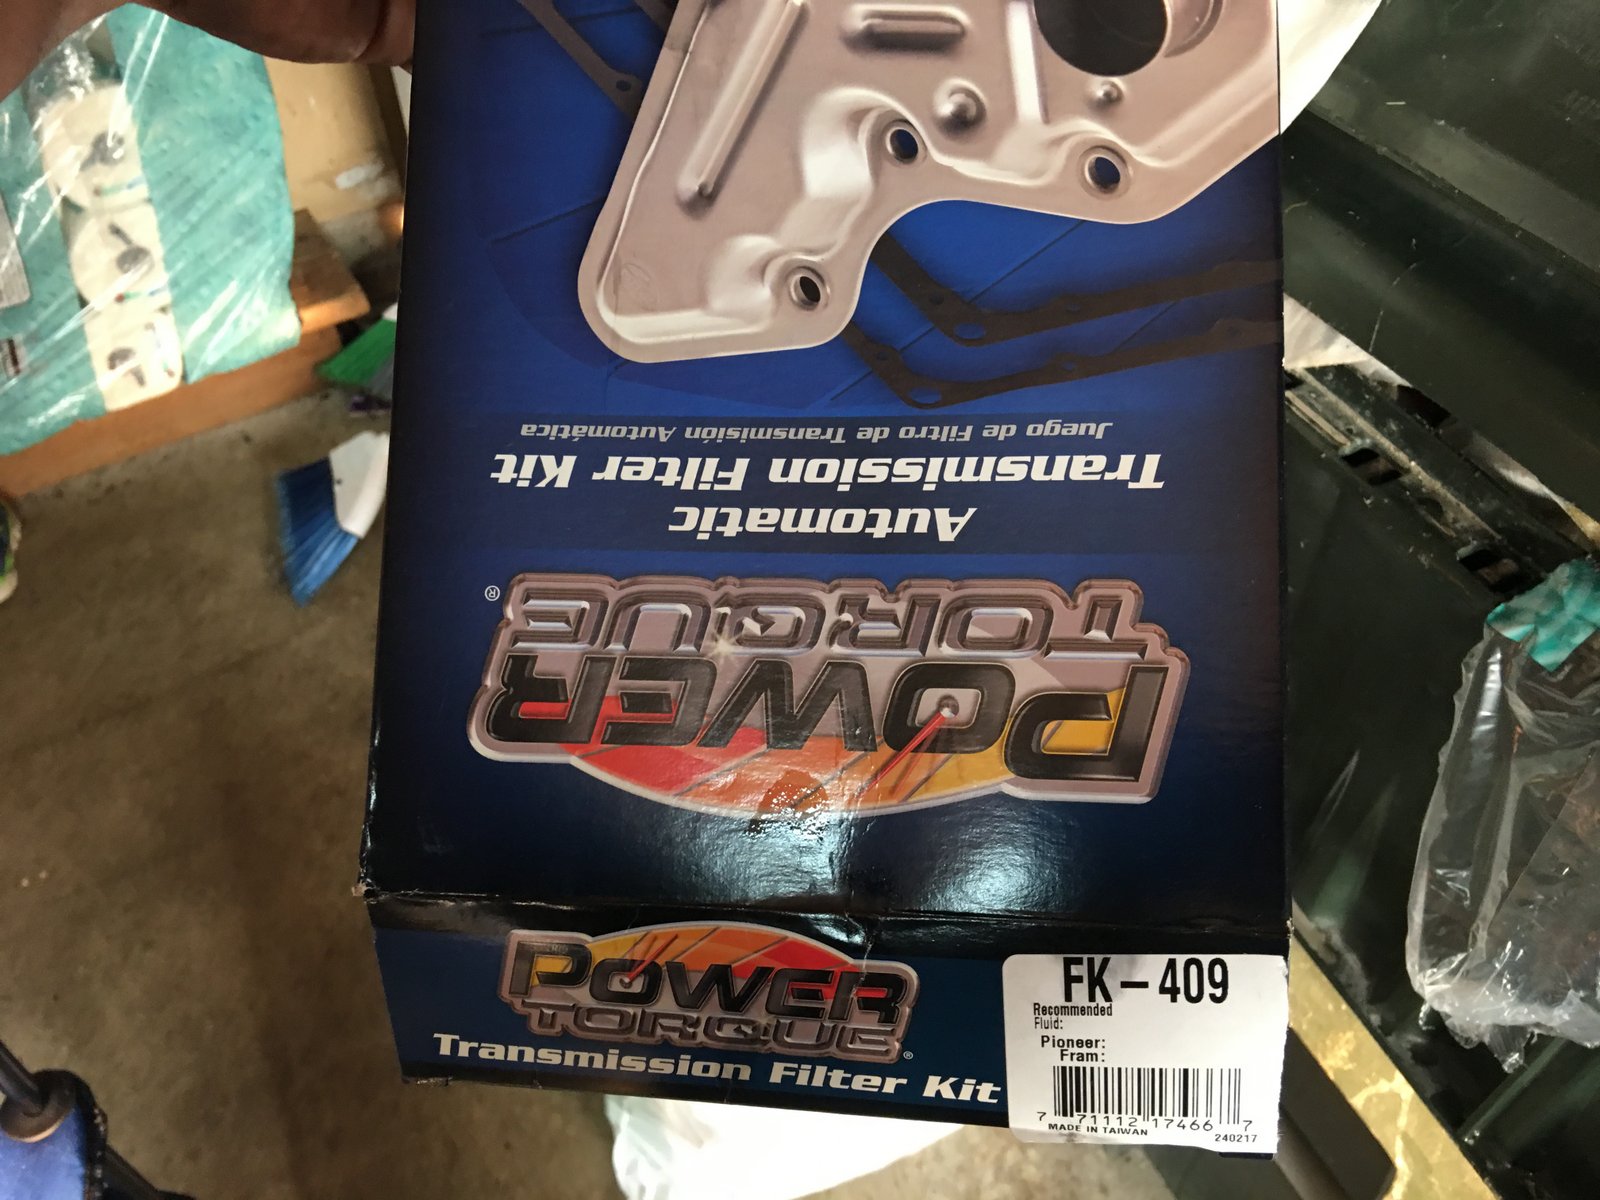 Juego de Filtro de Transmisión Automática
Transmission Filter Kit
Automatic
POWER
TORQUE
®
POWER
TORQUE
®
Transmission Filter Kit
FK-409
Recommended
Fluid:
Pioneer:
Fram:
7 71112 17466 7
MADE IN TAIWAN
240217